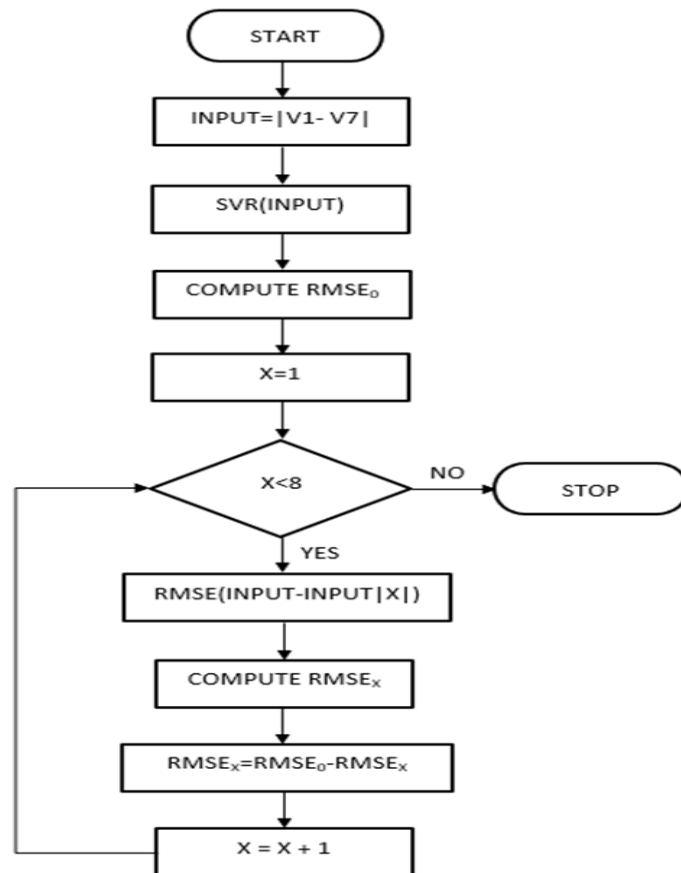 START
INPUT=|V1- V7|
SVR(INPUT)
COMPUTE RMSE₀
X=1
X<8
NO
STOP
YES
RMSE(INPUT-INPUT|X|)
COMPUTE RMSEₓ
RMSEₓ=RMSE₀-RMSEₓ
X = X + 1